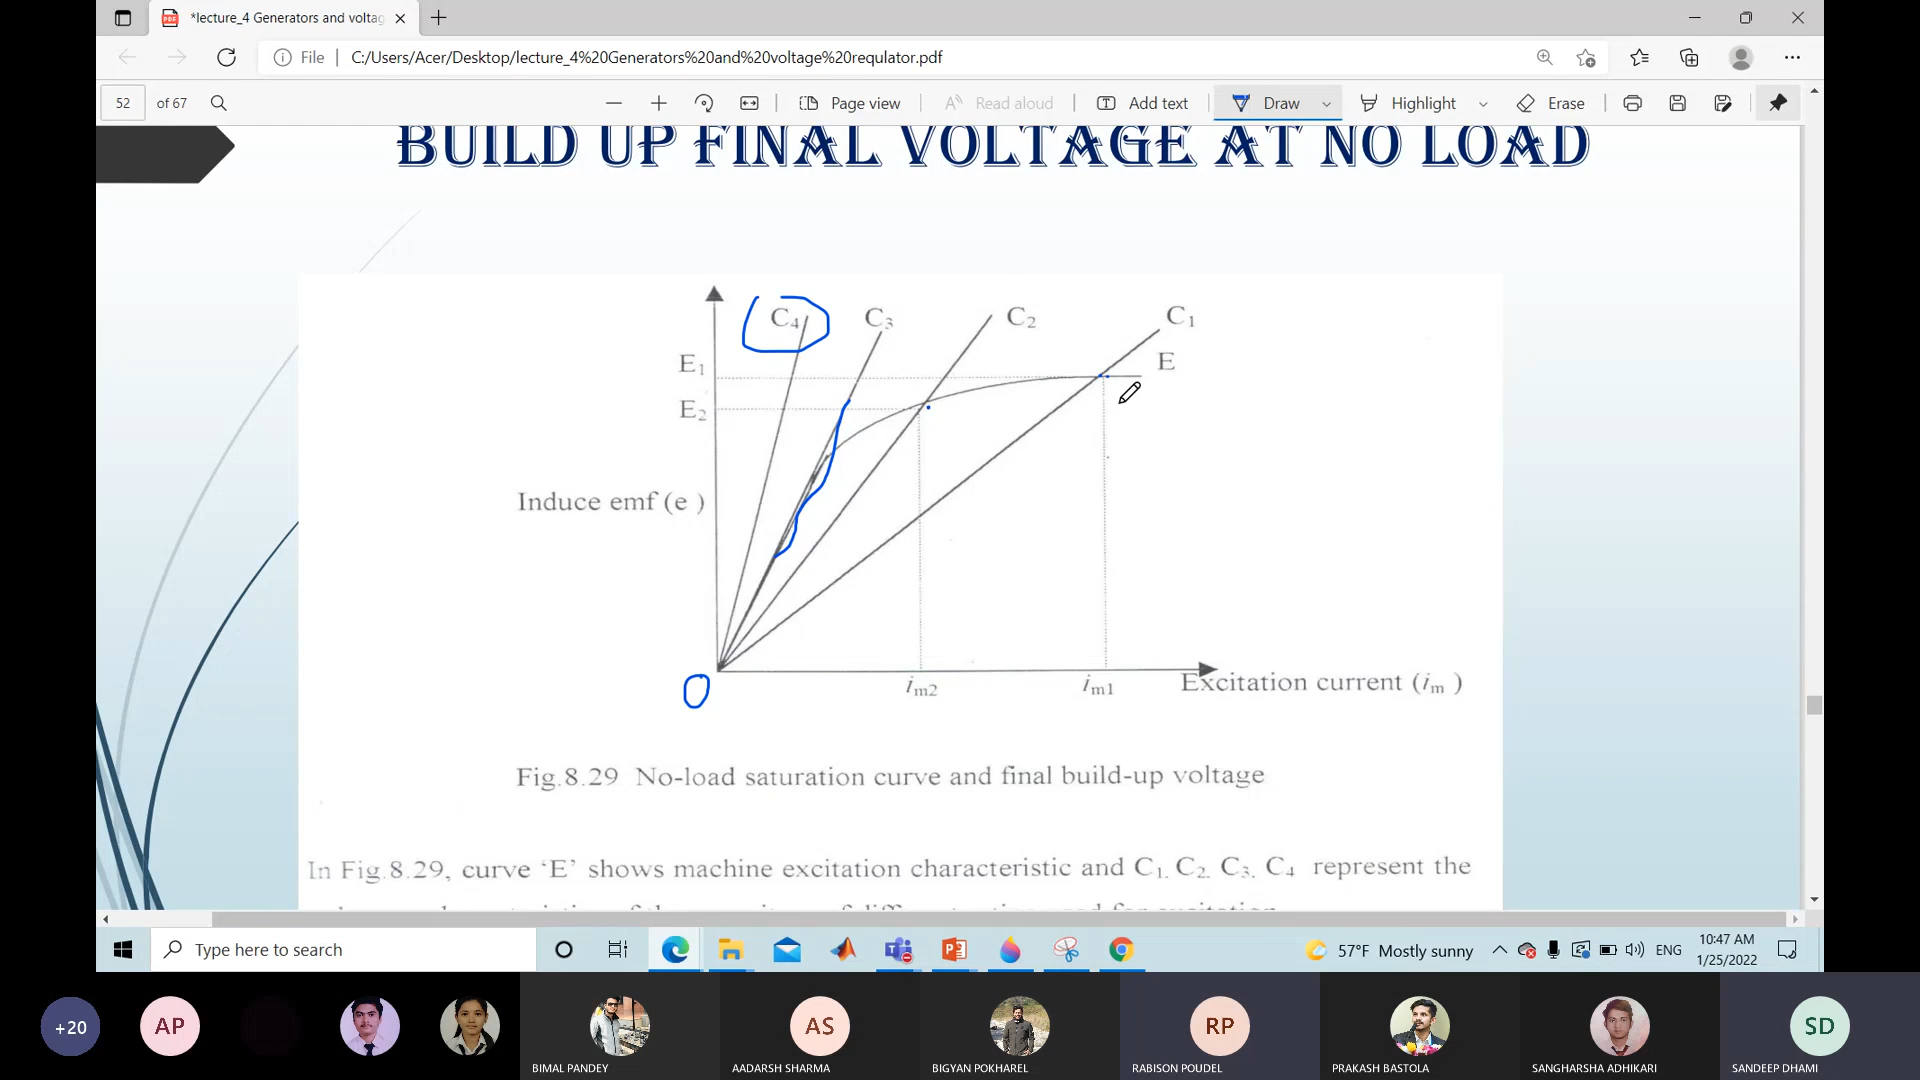 *lecture_4 Generators and voltag
File C:/Users/Acer/Desktop/lecture_4%20Generators%20and%20voltage%20requlator.pdf
52 of 67 Page view Read aloud Add text Draw Highlight Erase
BUILD UP FINAL VOLTAGE AT NO LOAD
C4 C3 C2 C1
E1 E
E2
Induce emf (e )
0
im2 im1 Excitation current (im )
Fig.8.29 No-load saturation curve and final build-up voltage
In Fig.8.29, curve ‘E’ shows machine excitation characteristic and C1. C2. C3. C4 represent the
Type here to search 57°F Mostly sunny ENG 10:47 AM
1/25/2022
+20 AP AS RP SD
BIMAL PANDEY AADARSH SHARMA BIGYAN POKHAREL RABISON POUDEL PRAKASH BASTOLA SANGHARSHA ADHIKARI SANDEEP DHAMI